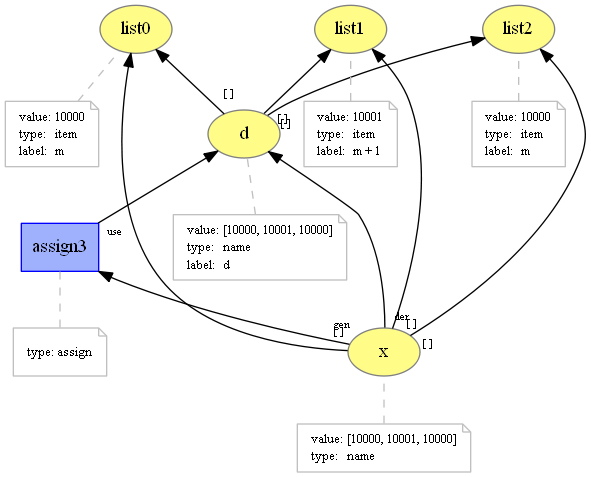 list0
list1
list2
[ ]
value: 10000
type: item
label: m
value: 10001
type: item
label: m + 1
value: 10000
type: item
label: m
[ ]
[ ]
d
use
value: [10000, 10001, 10000]
type: name
label: d
assign3
gen
[ ]
der
[ ]
[ ]
x
type: assign
value: [10000, 10001, 10000]
type: name